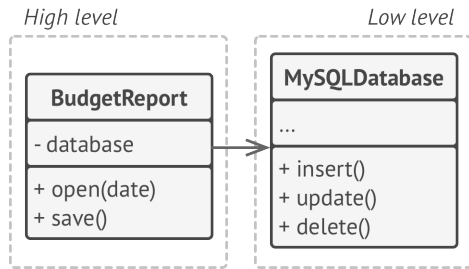 High level
BudgetReport
- database
+ open(date)
+ save()
Low level
MySQLDatabase
...
+ insert()
+ update()
+ delete()